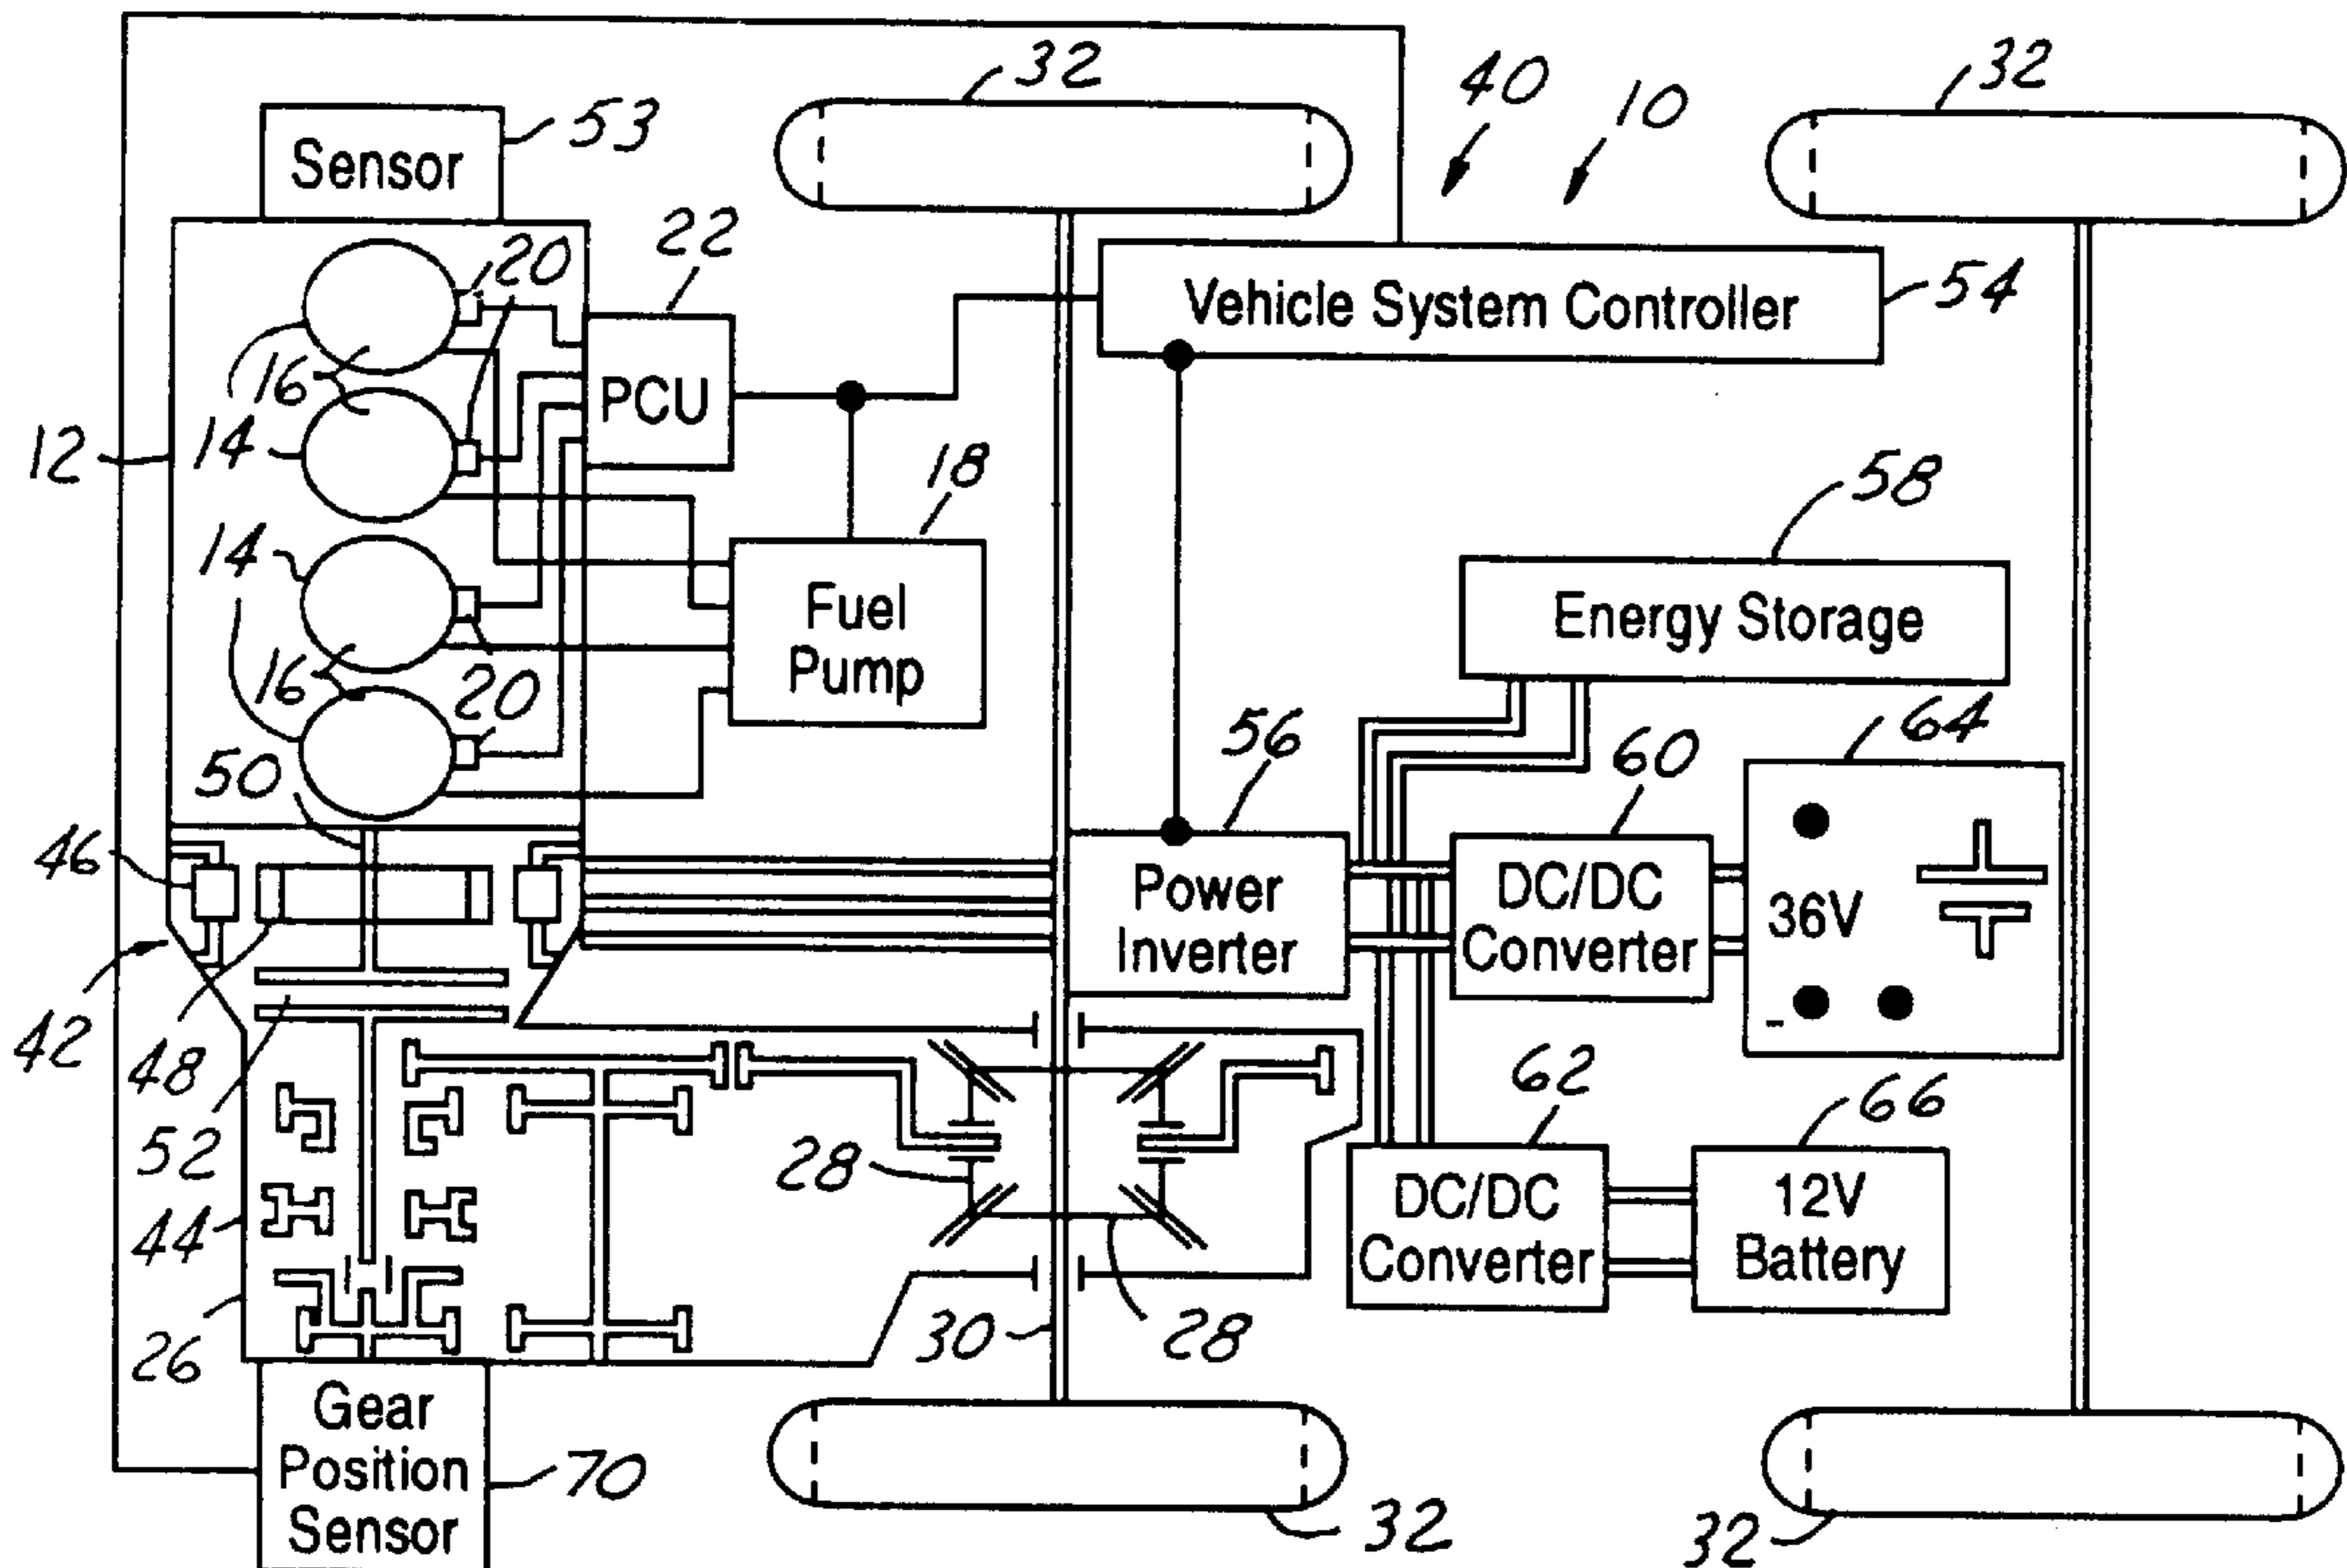 32
40
10
32
53
Sensor
22
20
Vehicle System Controller
54
16
PCU
12
14
18
58
14
Fuel
Pump
Energy Storage
16
20
50
56
60
64
46
Power
Inverter
DC/DC
Converter
36V
-
42
48
52
62
66
28
44
DC/DC
Converter
12V
Battery
26
30
28
Gear
Position
Sensor
70
32
32